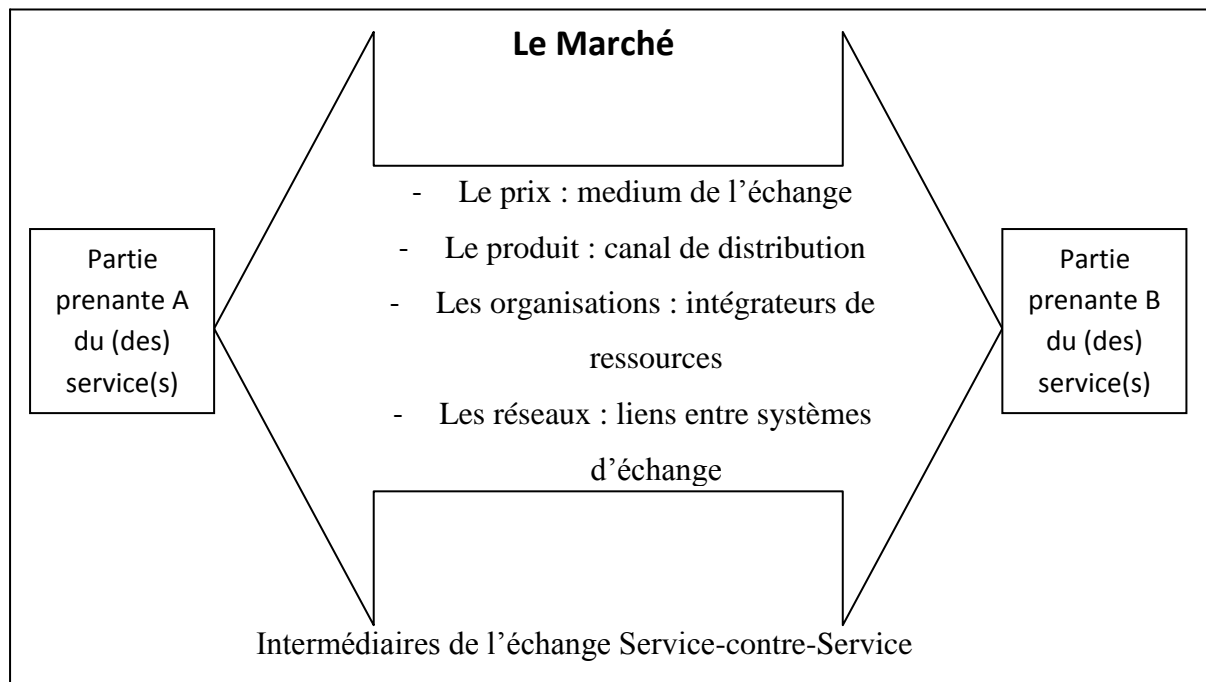 Le Marché
- Le prix : medium de l’échange
- Le produit : canal de distribution
- Les organisations : intégrateurs de
ressources
- Les réseaux : liens entre systèmes
d’échange
Partie
prenante A
du (des)
service(s)
Partie
prenante B
du (des)
service(s)
Intermédiaires de l’échange Service-contre-Service